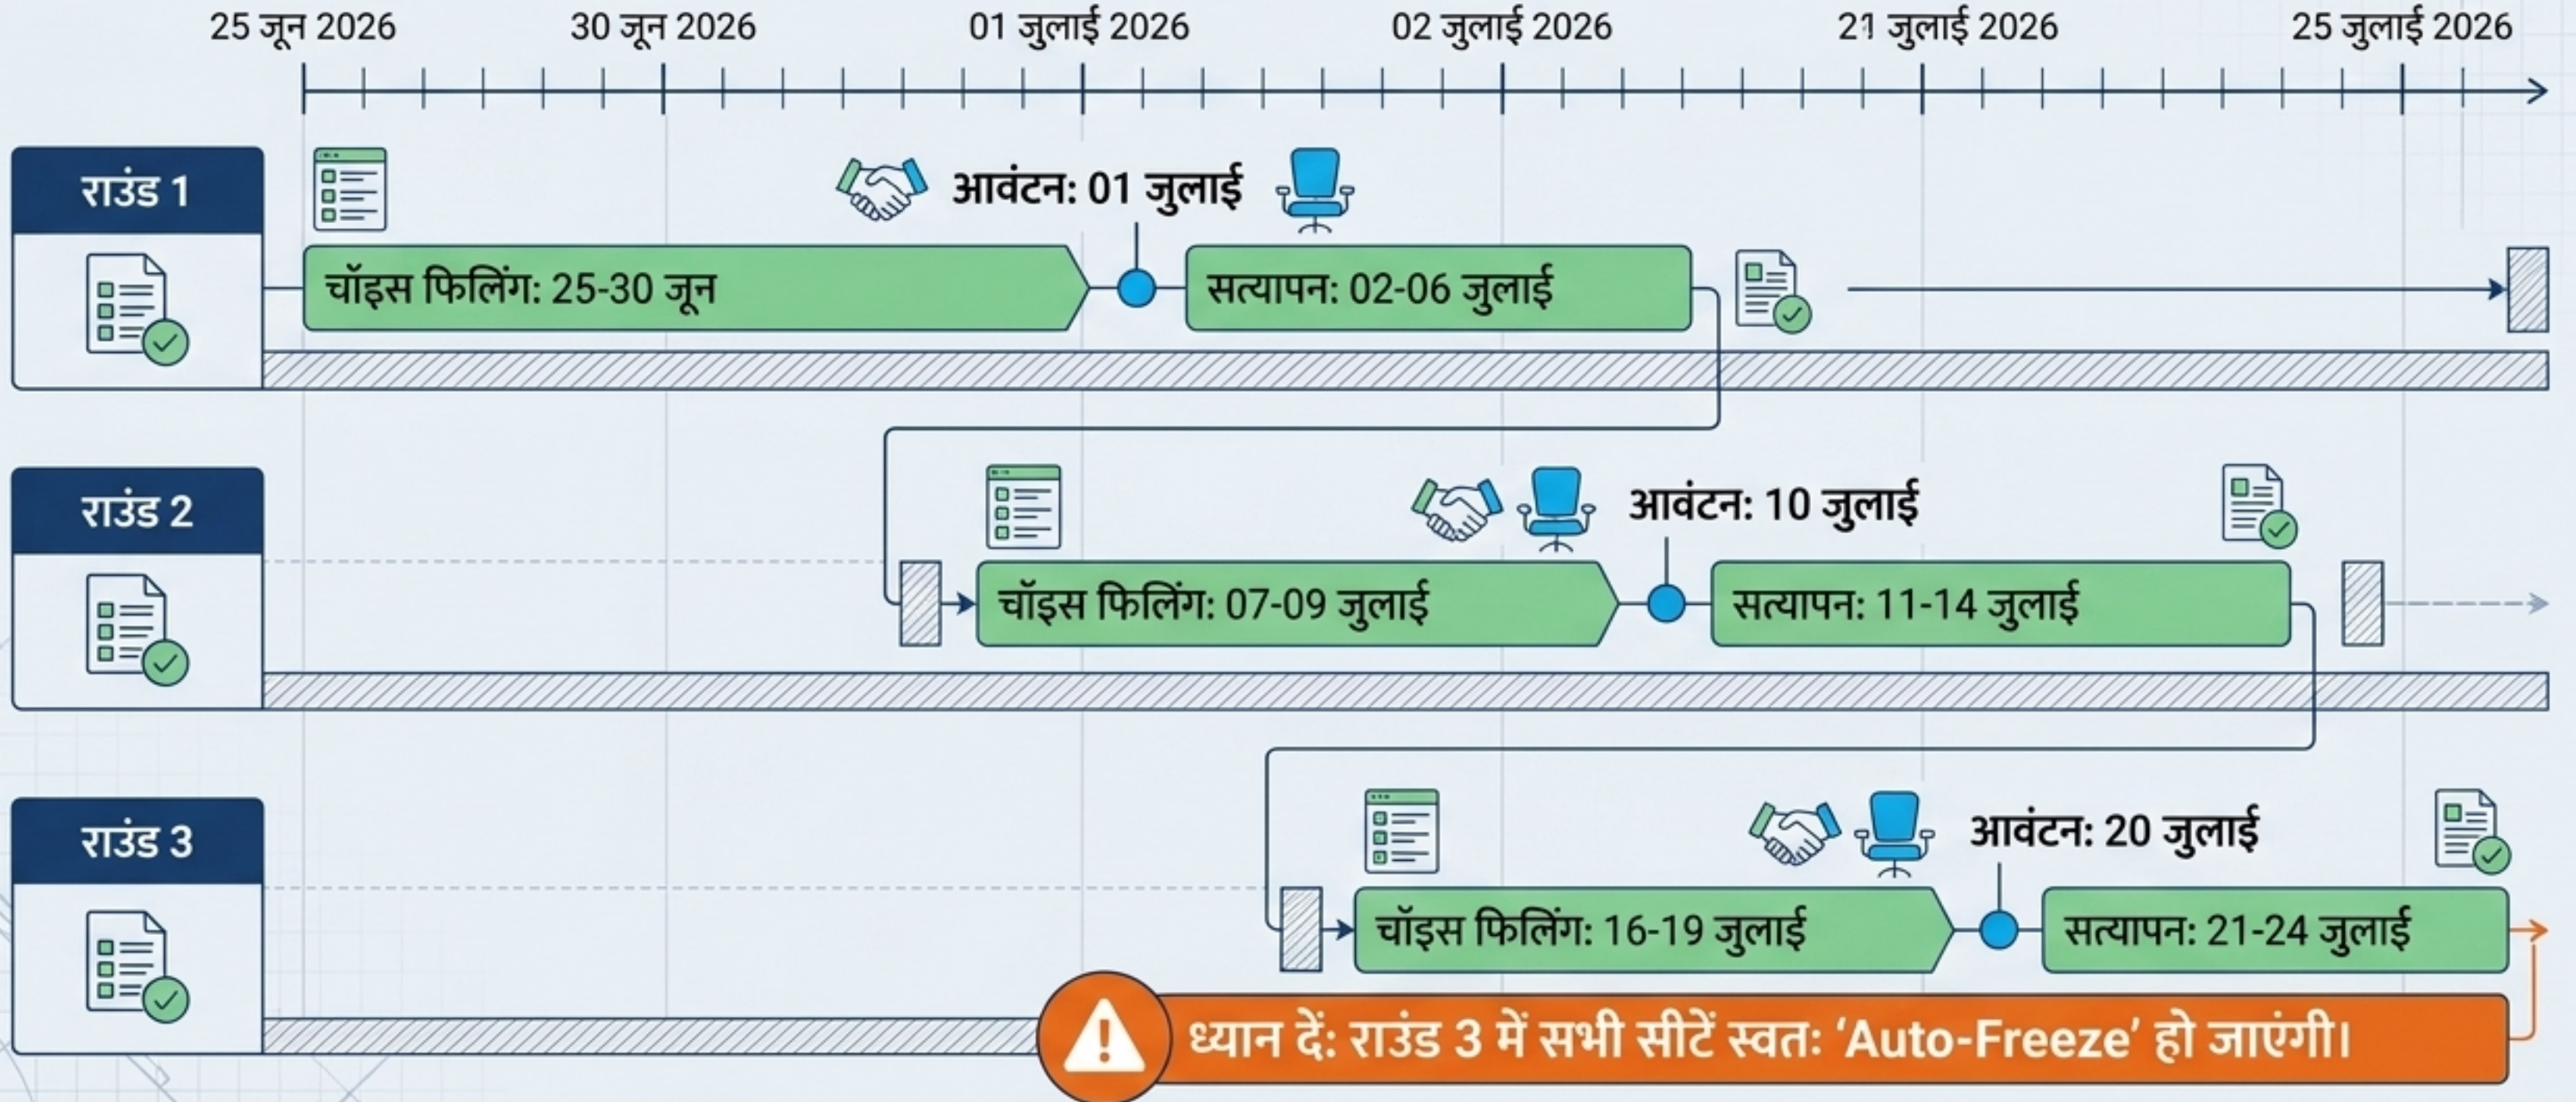 25 जून 2026 30 जून 2026 01 जुलाई 2026 02 जुलाई 2026 21 जुलाई 2026 25 जुलाई 2026
राउंड 1
आवंटन: 01 जुलाई
चॉइस फिलिंग: 25-30 जून
सत्यापन: 02-06 जुलाई
राउंड 2
आवंटन: 10 जुलाई
चॉइस फिलिंग: 07-09 जुलाई
सत्यापन: 11-14 जुलाई
राउंड 3
आवंटन: 20 जुलाई
चॉइस फिलिंग: 16-19 जुलाई
सत्यापन: 21-24 जुलाई
ध्यान दें: राउंड 3 में सभी सीटें स्वतः ‘Auto-Freeze’ हो जाएंगी।